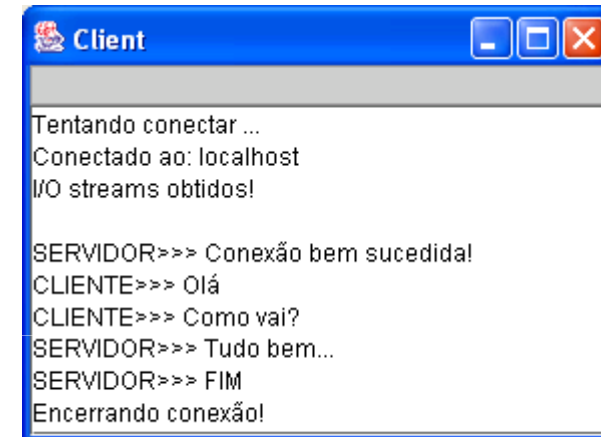 Client
Tentando conectar ...
Conectado ao: localhost
I/O streams obtidos!
SERVIDOR>>> Conexão bem sucedida!
CLIENTE>>> Olá
CLIENTE>>> Como vai?
SERVIDOR>>> Tudo bem...
SERVIDOR>>> FIM
Encerrando conexão!